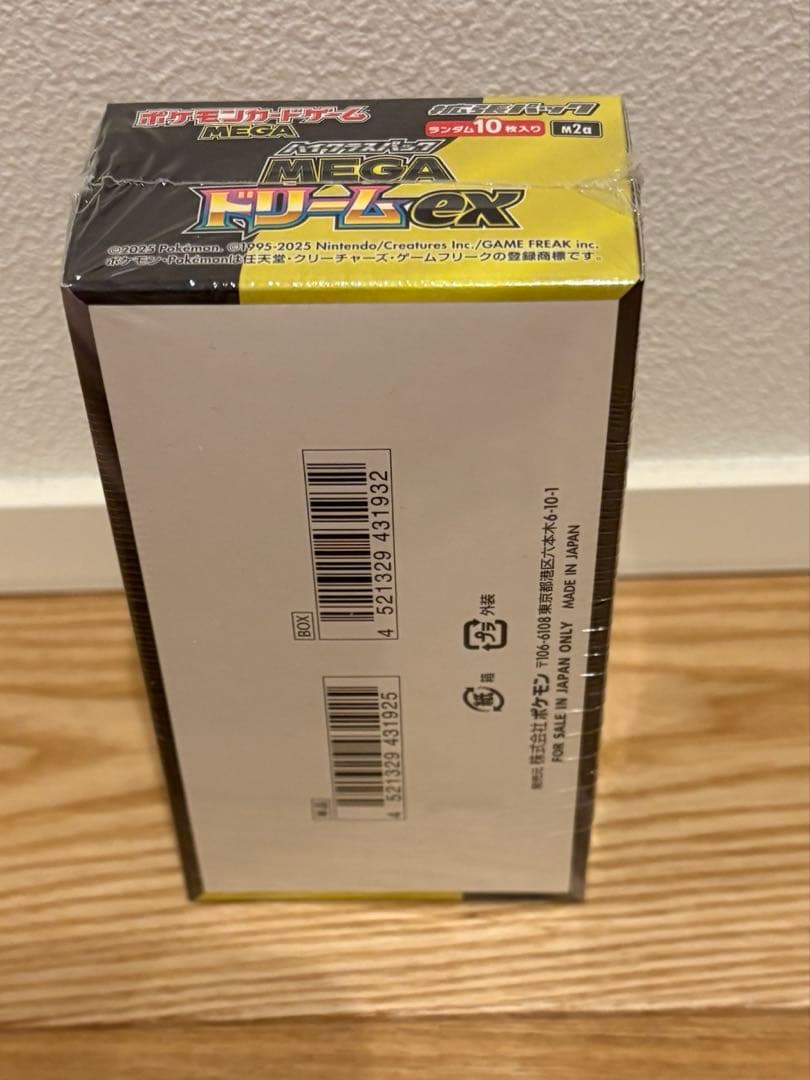 ポケモンカードゲーム
MEGA
拡張パック
ランダム10枚入り
M2a
ハイクラスパック
MEGA
ドリームex
©2025 Pokémon. ©1995-2025 Nintendo/Creatures Inc./GAME FREAK inc.
ポケモン・Pokémonは任天堂・クリーチャーズ・ゲームフリークの登録商標です。
BOX
4 521329 431932
4 521329 431925
プラ 外装
紙 箱
発売元 株式会社ポケモン 〒106-6108 東京都港区六本木6-10-1
FOR SALE IN JAPAN ONLY MADE IN JAPAN